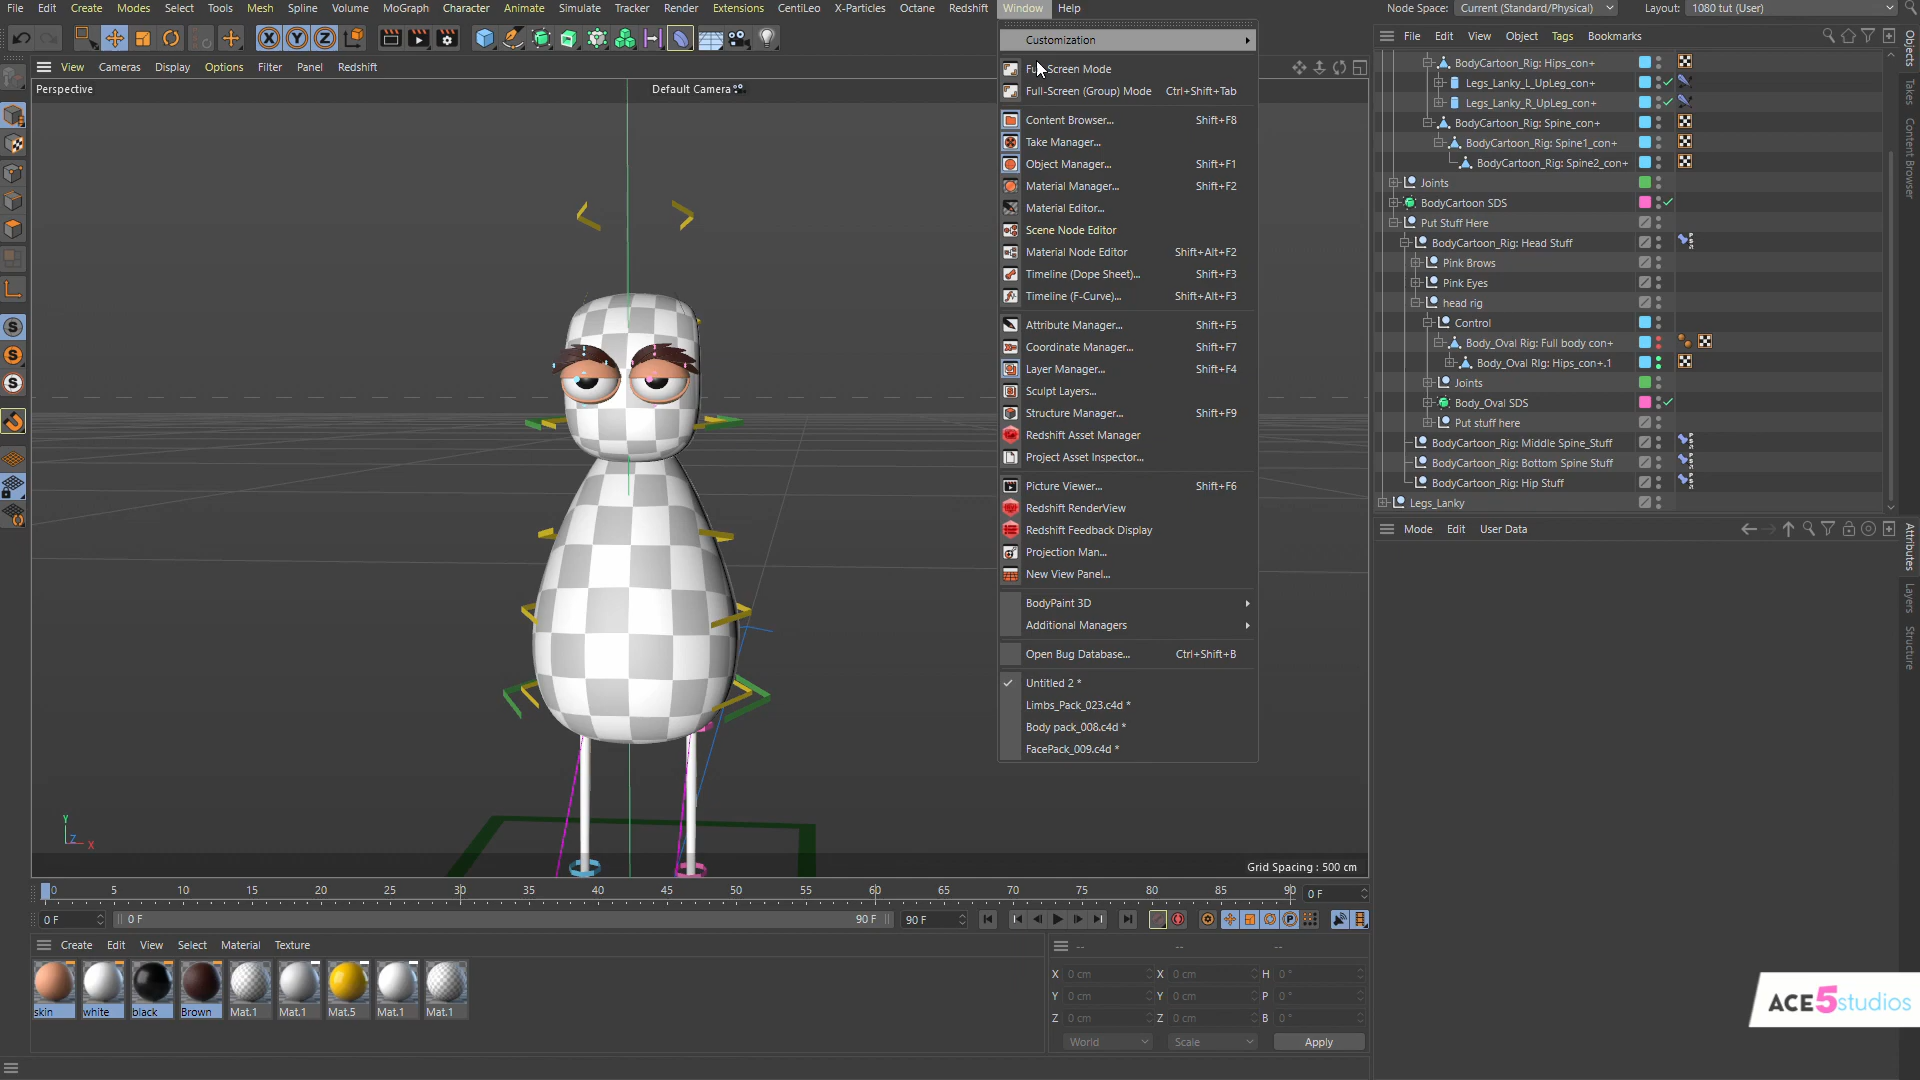 File Edit Create Modes Select Tools Mesh Spline Volume MoGraph Character Animate Simulate Tracker Render Extensions CentiLeo X-Particles Octane Redshift Window Help
Node Space: Current (Standard/Physical) Layout: 1080 tut (User)
View Cameras Display Options Filter Panel Redshift
Perspective
Default Camera
Customization
Full-Screen Mode
Full-Screen (Group) Mode Ctrl+Shift+Tab
Content Browser... Shift+F8
Take Manager...
Object Manager... Shift+F1
Material Manager... Shift+F2
Material Editor...
Scene Node Editor
Material Node Editor Shift+Alt+F2
Timeline (Dope Sheet)... Shift+F3
Timeline (F-Curve)... Shift+Alt+F3
Attribute Manager... Shift+F5
Coordinate Manager... Shift+F7
Layer Manager... Shift+F4
Sculpt Layers...
Structure Manager... Shift+F9
Redshift Asset Manager
Project Asset Inspector...
Picture Viewer... Shift+F6
Redshift RenderView
Redshift Feedback Display
Projection Man...
New View Panel...
BodyPaint 3D
Additional Managers
Open Bug Database... Ctrl+Shift+B
Untitled 2 *
Limbs_Pack_023.c4d *
Body pack_008.c4d *
FacePack_009.c4d *
File Edit View Object Tags Bookmarks
BodyCartoon_Rig: Hips_con+
Legs_Lanky_L_UpLeg_con+
Legs_Lanky_R_UpLeg_con+
BodyCartoon_Rig: Spine_con+
BodyCartoon_Rig: Spine1_con+
BodyCartoon_Rig: Spine2_con+
Joints
BodyCartoon SDS
Put Stuff Here
BodyCartoon_Rig: Head Stuff
Pink Brows
Pink Eyes
head rig
Control
Body_Oval Rig: Full body con+
Body_Oval Rig: Hips_con+.1
Joints
Body_Oval SDS
Put stuff here
BodyCartoon_Rig: Middle Spine_Stuff
BodyCartoon_Rig: Bottom Spine Stuff
BodyCartoon_Rig: Hip Stuff
Legs_Lanky
Objects
Takes
Content Browser
Mode Edit User Data
Attributes
Layers
Structure
Y
Z
X
Grid Spacing : 500 cm
0 5 10 15 20 25 30 35 40 45 50 55 60 65 70 75 80 85 90 0 F
0 F 0 F 90 F 90 F
Create Edit View Select Material Texture
skin white black Brown Mat.1 Mat.1 Mat.5 Mat.1 Mat.1
-- -- --
X 0 cm X 0 cm H 0 °
Y 0 cm Y 0 cm P 0 °
Z 0 cm Z 0 cm B 0 °
World Scale Apply
ACE5studios